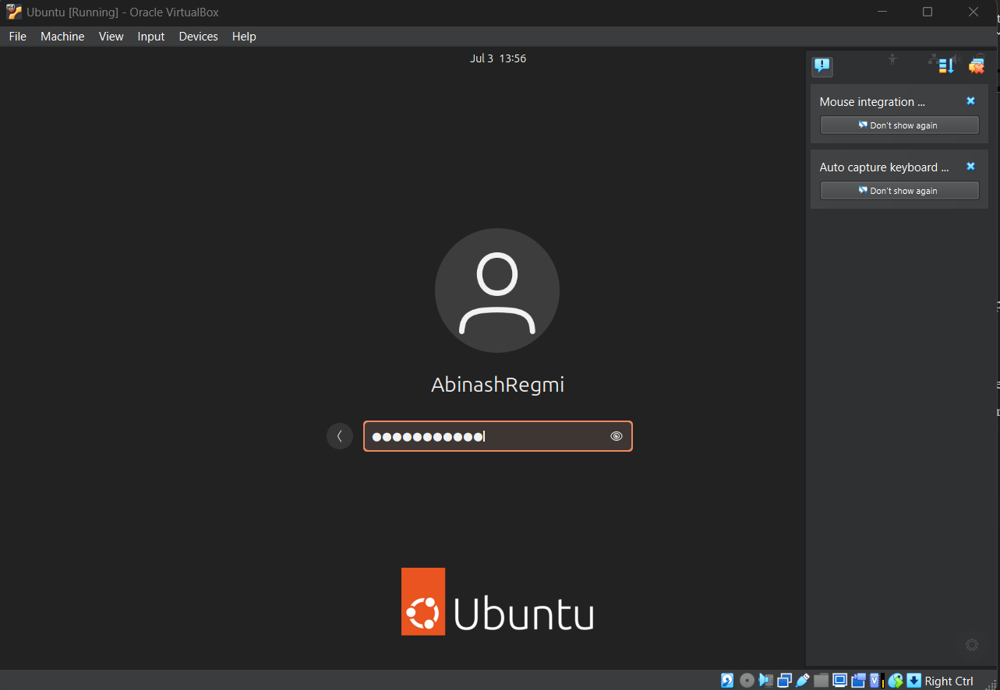 Ubuntu [Running] - Oracle VirtualBox
File Machine View Input Devices Help
Jul 3 13:56
Mouse integration ...
Don't show again
Auto capture keyboard ...
Don't show again
AbinashRegmi
Ubuntu
Right Ctrl